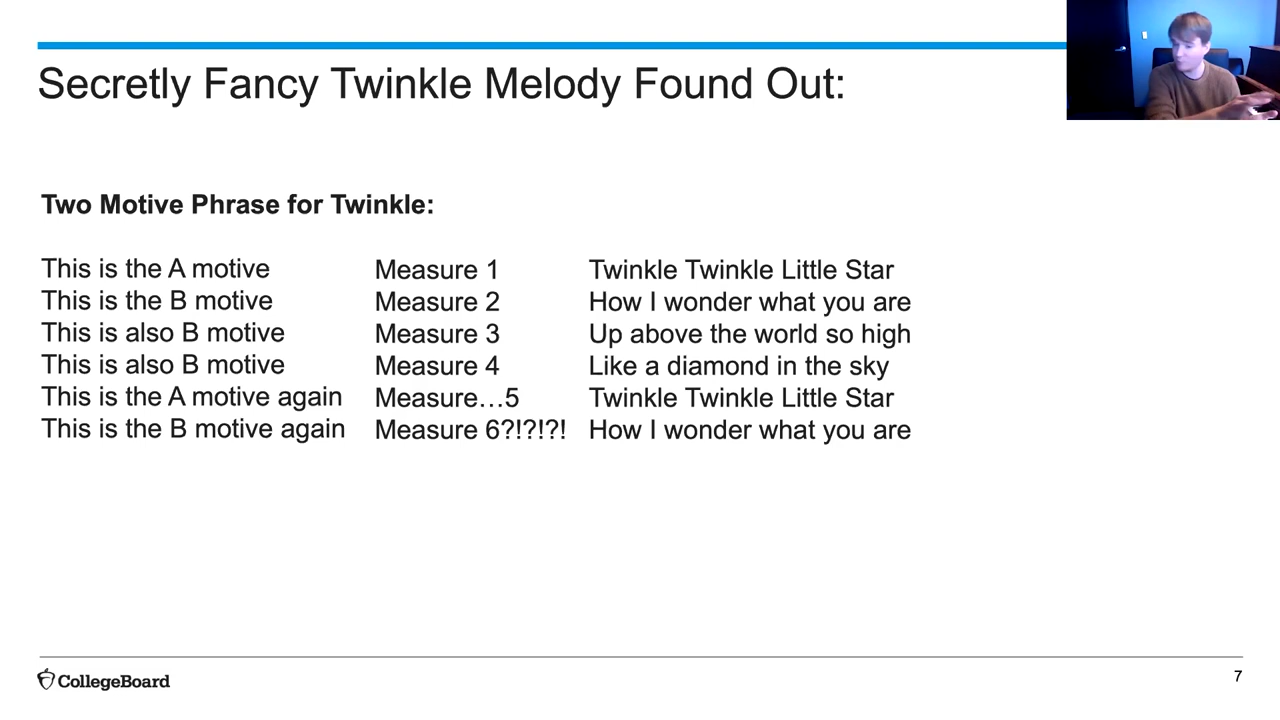 Secretly Fancy Twinkle Melody Found Out:
Two Motive Phrase for Twinkle:
This is the A motive Measure 1 Twinkle Twinkle Little Star
This is the B motive Measure 2 How I wonder what you are
This is also B motive Measure 3 Up above the world so high
This is also B motive Measure 4 Like a diamond in the sky
This is the A motive again Measure…5 Twinkle Twinkle Little Star
This is the B motive again Measure 6?!?!?! How I wonder what you are
CollegeBoard
7